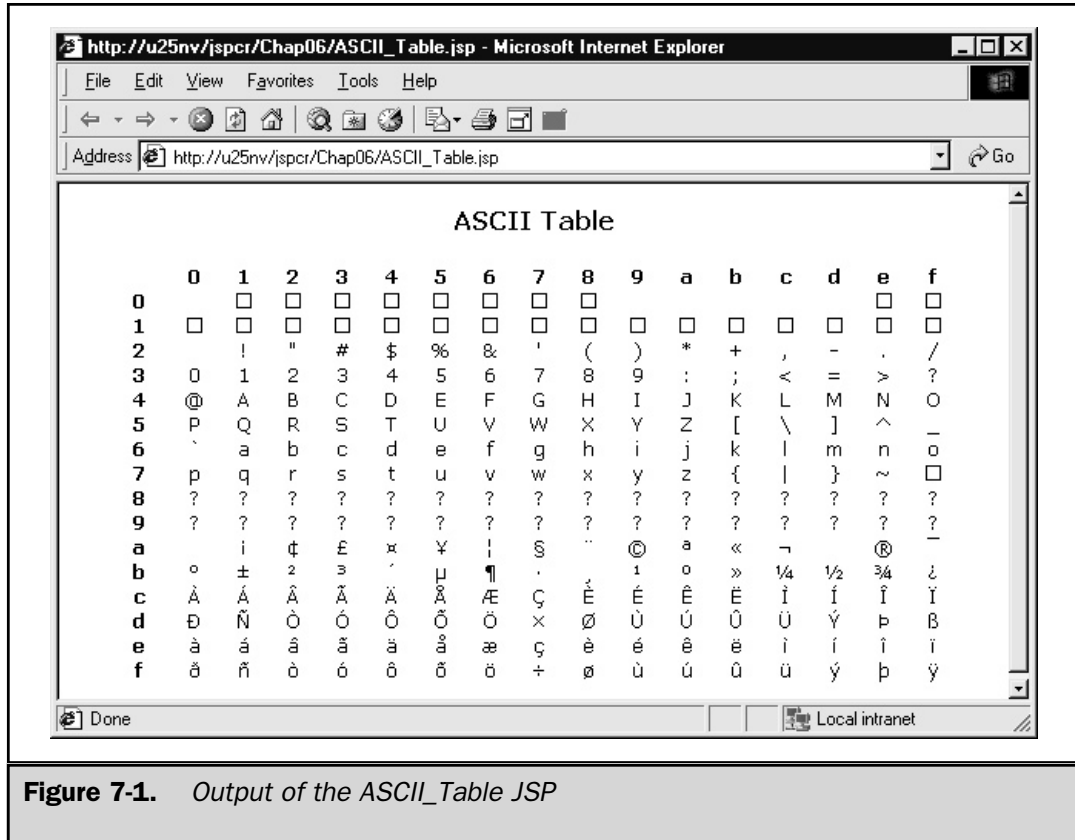 http://u25nv/jspcr/Chap06/ASCII_Table.jsp - Microsoft Internet Explorer
File Edit View Favorites Tools Help
Address http://u25nv/jspcr/Chap06/ASCII_Table.jsp Go
ASCII Table
0 1 2 3 4 5 6 7 8 9 a b c d e f
0 □ □ □ □ □ □ □ □ □ □
1 □ □ □ □ □ □ □ □ □ □ □ □ □ □ □ □
2 ! " # $ % & ' ( ) * + , - . /
3 0 1 2 3 4 5 6 7 8 9 : ; < = > ?
4 @ A B C D E F G H I J K L M N O
5 P Q R S T U V W X Y Z [ \ ] ^ _
6 ` a b c d e f g h i j k l m n o
7 p q r s t u v w x y z { | } ~ □
8 ? ? ? ? ? ? ? ? ? ? ? ? ? ? ? ?
9 ? ? ? ? ? ? ? ? ? ? ? ? ? ? ? ?
a ¡ ¢ £ ¤ ¥ ¦ § ¨ © ª « ¬ ® ¯
b ° ± ² ³ ´ µ ¶ · ¸ ¹ º » ¼ ½ ¾ ¿
c À Á Â Ã Ä Å Æ Ç È É Ê Ë Ì Í Î Ï
d Ð Ñ Ò Ó Ô Õ Ö × Ø Ù Ú Û Ü Ý Þ ß
e à á â ã ä å æ ç è é ê ë ì í î ï
f ð ñ ò ó ô õ ö ÷ ø ù ú û ü ý þ ÿ
Done Local intranet
Figure 7-1. Output of the ASCII_Table JSP